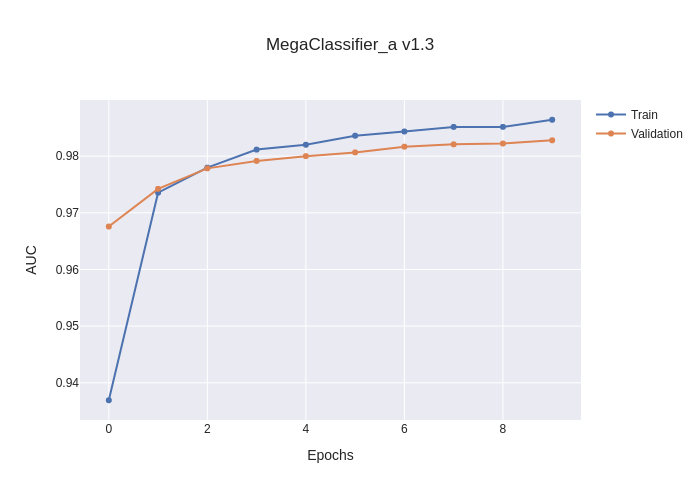 MegaClassifier_a v1.3
Train
Validation
0.98
0.97
0.96
0.95
0.94
AUC
0 2 4 6 8
Epochs